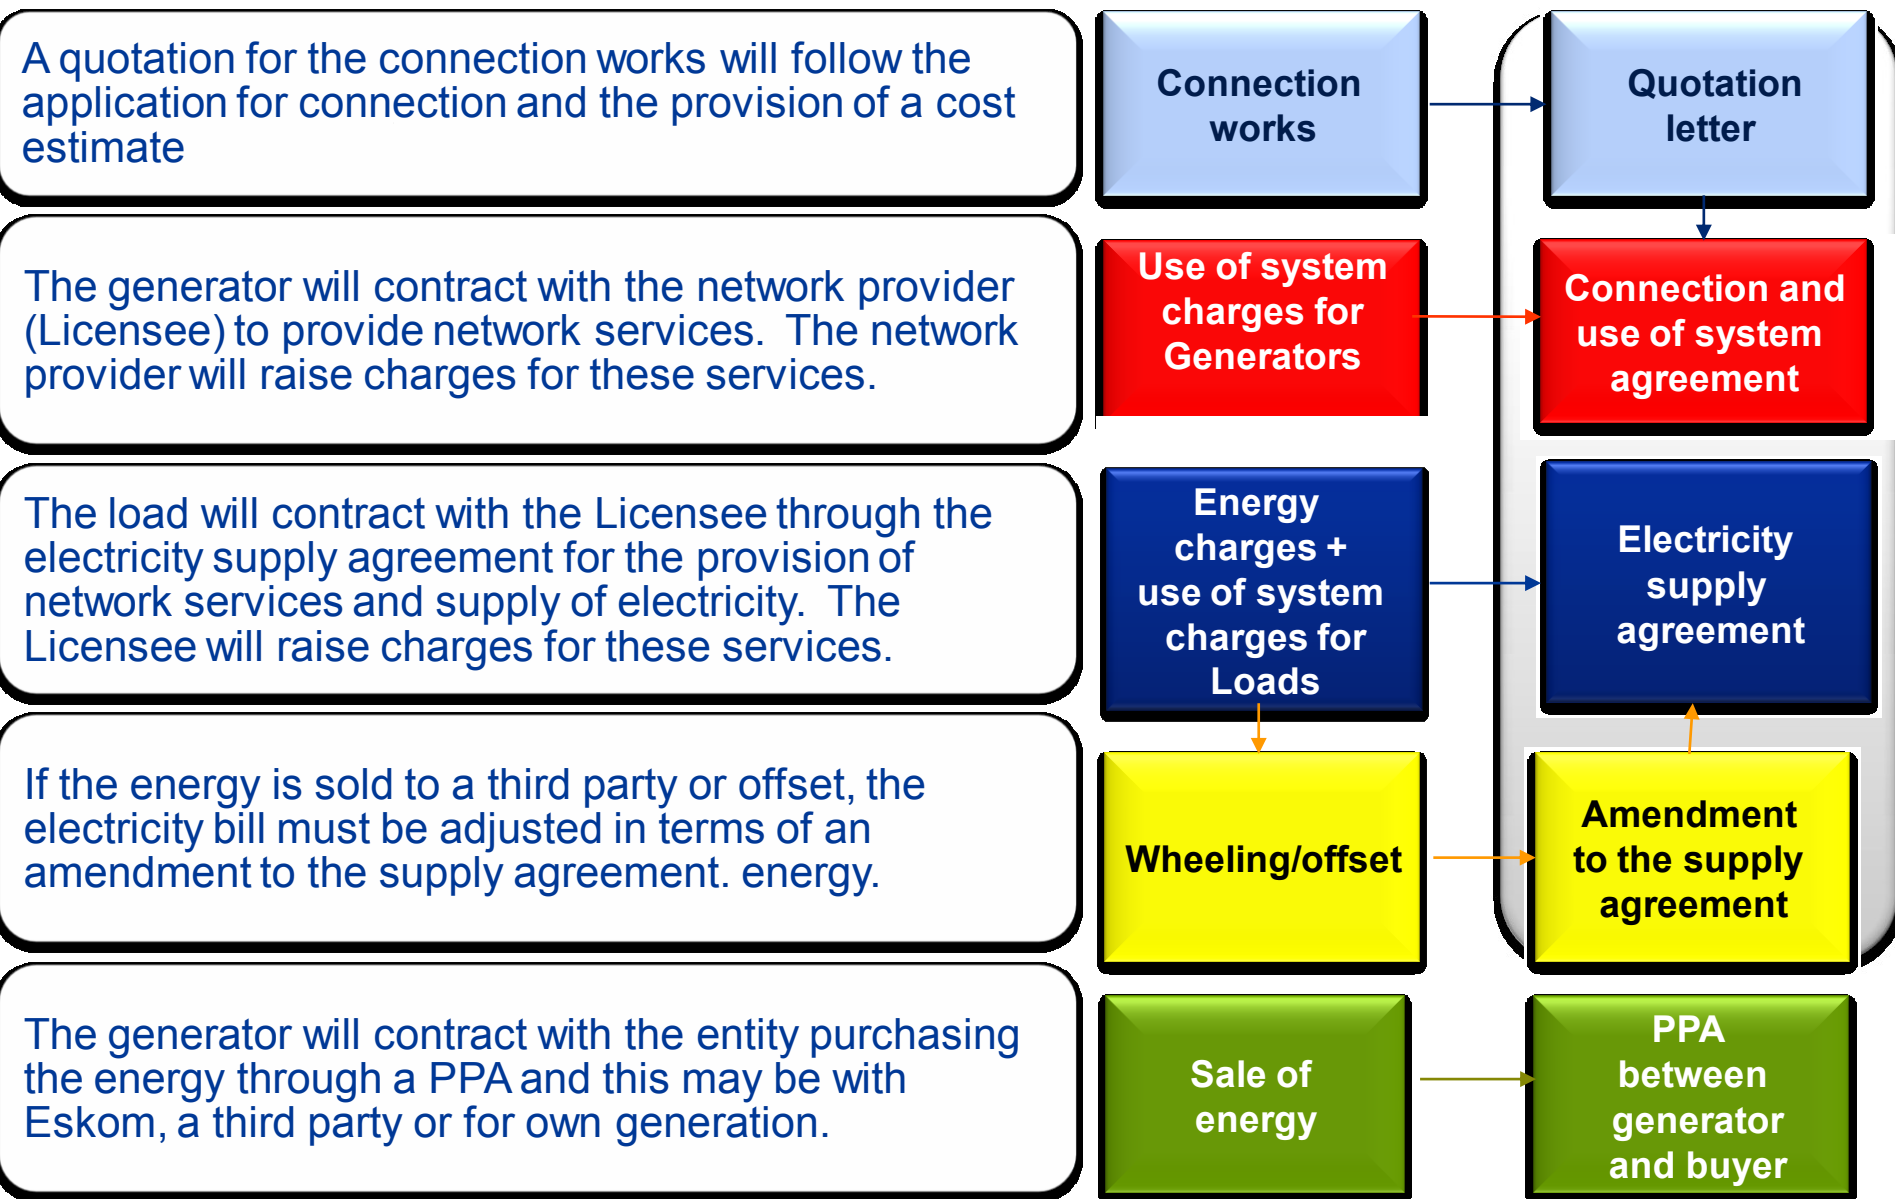 A quotation for the connection works will follow the
application for connection and the provision of a cost
estimate
Connection
works
Quotation
letter
The generator will contract with the network provider
(Licensee) to provide network services. The network
provider will raise charges for these services.
Use of system
charges for
Generators
Connection and
use of system
agreement
The load will contract with the Licensee through the
electricity supply agreement for the provision of
network services and supply of electricity. The
Licensee will raise charges for these services.
Energy
charges +
use of system
charges for
Loads
Electricity
supply
agreement
If the energy is sold to a third party or offset, the
electricity bill must be adjusted in terms of an
amendment to the supply agreement. energy.
Wheeling/offset
Amendment
to the supply
agreement
The generator will contract with the entity purchasing
the energy through a PPA and this may be with
Eskom, a third party or for own generation.
Sale of
energy
PPA
between
generator
and buyer